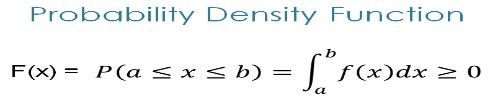 Probability Density Function
F(x) = P(a ≤ x ≤ b) = ∫_a^b f(x)dx ≥ 0